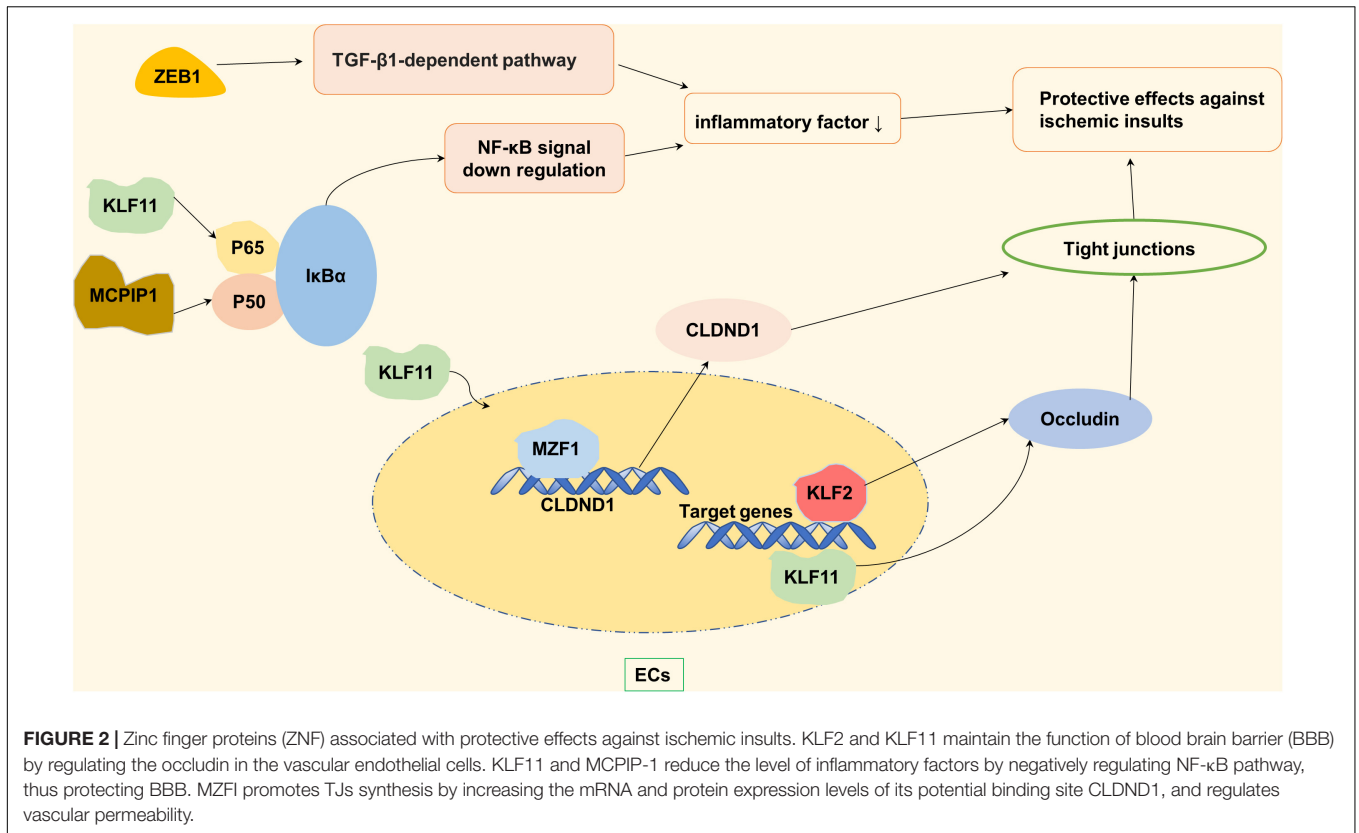 ZEB1
TGF-β1-dependent pathway
inflammatory factor ↓
Protective effects against
ischemic insults
NF-κB signal
down regulation
KLF11
P65
IκBα
MCPIP1
P50
Tight junctions
CLDND1
KLF11
Occludin
MZF1
CLDND1
KLF2
Target genes
KLF11
ECs
FIGURE 2 | Zinc finger proteins (ZNF) associated with protective effects against ischemic insults. KLF2 and KLF11 maintain the function of blood brain barrier (BBB)
by regulating the occludin in the vascular endothelial cells. KLF11 and MCPIP-1 reduce the level of inflammatory factors by negatively regulating NF-κB pathway,
thus protecting BBB. MZFI promotes TJs synthesis by increasing the mRNA and protein expression levels of its potential binding site CLDND1, and regulates
vascular permeability.